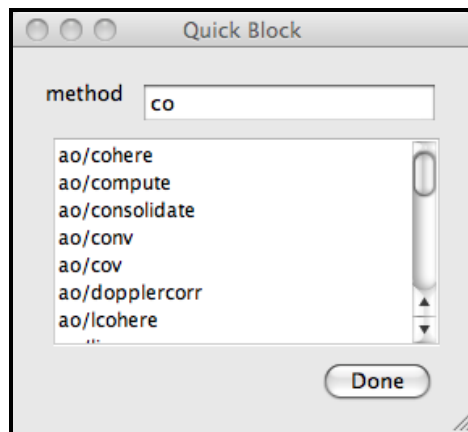 Quick Block
method
co
ao/cohere
ao/compute
ao/consolidate
ao/conv
ao/cov
ao/dopplercorr
ao/lcohere
Done